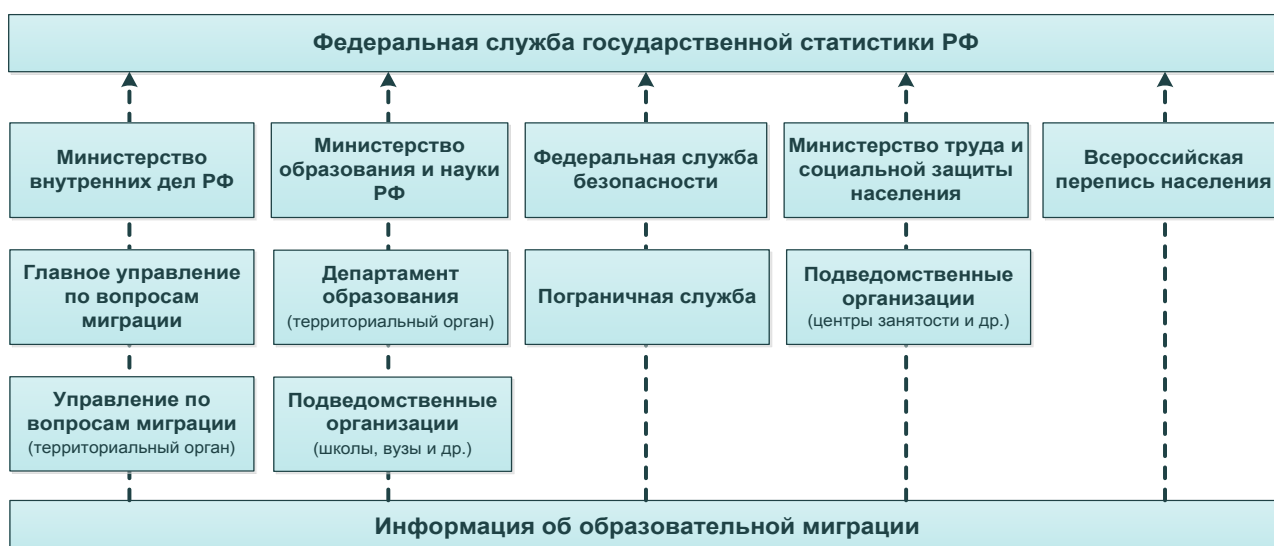 Федеральная служба государственной статистики РФ
Министерство
внутренних дел РФ
Министерство
образования и науки
РФ
Федеральная служба
безопасности
Министерство труда и
социальной защиты
населения
Всероссийская
перепись населения
Главное управление
по вопросам
миграции
Департамент
образования
(территориальный орган)
Пограничная служба
Подведомственные
организации
(центры занятости и др.)
Управление по
вопросам миграции
(территориальный орган)
Подведомственные
организации
(школы, вузы и др.)
Информация об образовательной миграции